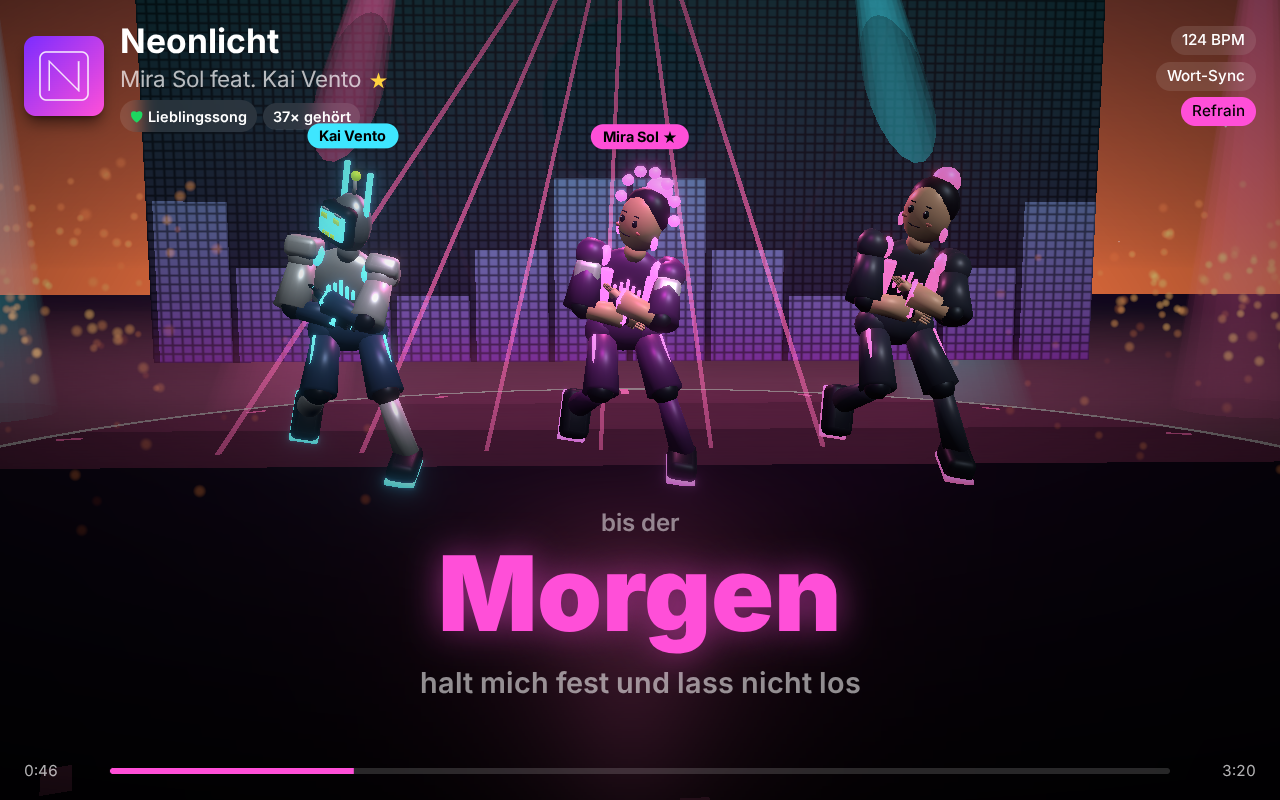 Neonlicht
Mira Sol feat. Kai Vento ★
Lieblingssong
37× gehört
124 BPM
Wort-Sync
Refrain
Kai Vento
Mira Sol ★
bis der
Morgen
halt mich fest und lass nicht los
0:46
3:20